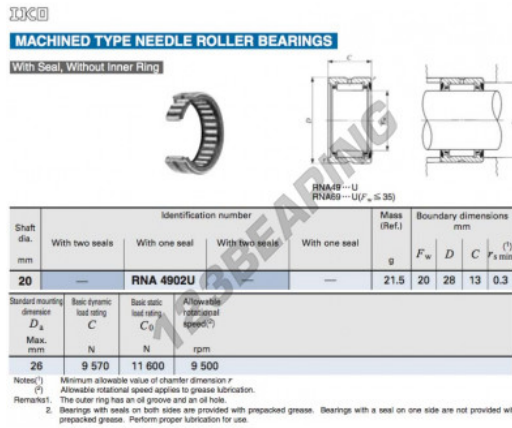 IKO
MACHINED TYPE NEEDLE ROLLER BEARINGS
With Seal, Without Inner Ring
C
D
Fw
RNA49···U
RNA69···U(Fw ≦ 35)
123BEARING
Shaft dia. mm
Identification number
Mass (Ref.) g
Boundary dimensions mm
With two seals
With one seal
With two seals
With one seal
Fw D C rs min (1)
20 — RNA 4902U — — 21.5 20 28 13 0.3
Standard mounting dimension Da Max. mm
Basic dynamic load rating C N
Basic static load rating C0 N
Allowable rotational speed(2) rpm
26 9 570 11 600 9 500
Notes(1) Minimum allowable value of chamfer dimension r
(2) Allowable rotational speed applies to grease lubrication.
Remarks1. The outer ring has an oil groove and an oil hole.
2. Bearings with seals on both sides are provided with prepacked grease. Bearings with a seal on one side are not provided wi
prepacked grease. Perform proper lubrication for use.